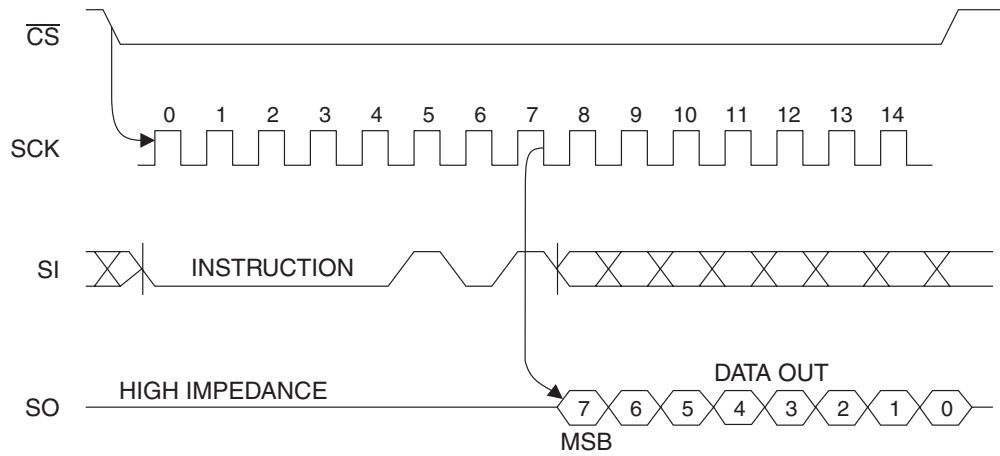 CS
0 1 2 3 4 5 6 7 8 9 10 11 12 13 14
SCK
SI
INSTRUCTION
HIGH IMPEDANCE
DATA OUT
SO
7 6 5 4 3 2 1 0
MSB